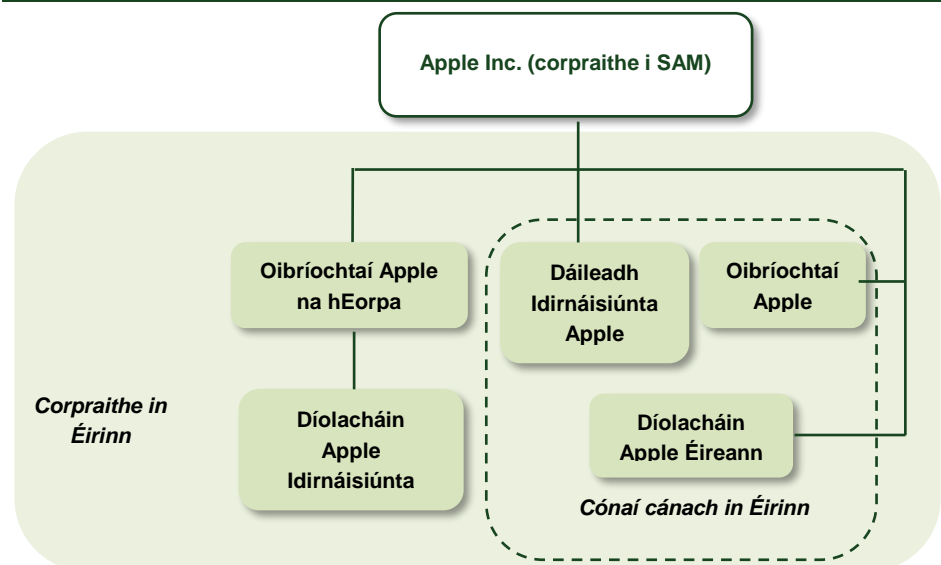 Apple Inc. (corpraithe i SAM)
Oibríochtaí Apple
na hEorpa
Dáileadh
Idirnáisiúnta
Apple
Oibríochtaí
Apple
Corpraithe in
Éirinn
Díolacháin
Apple
Idirnáisiúnta
Díolacháin
Apple Éireann
Cónaí cánach in Éirinn